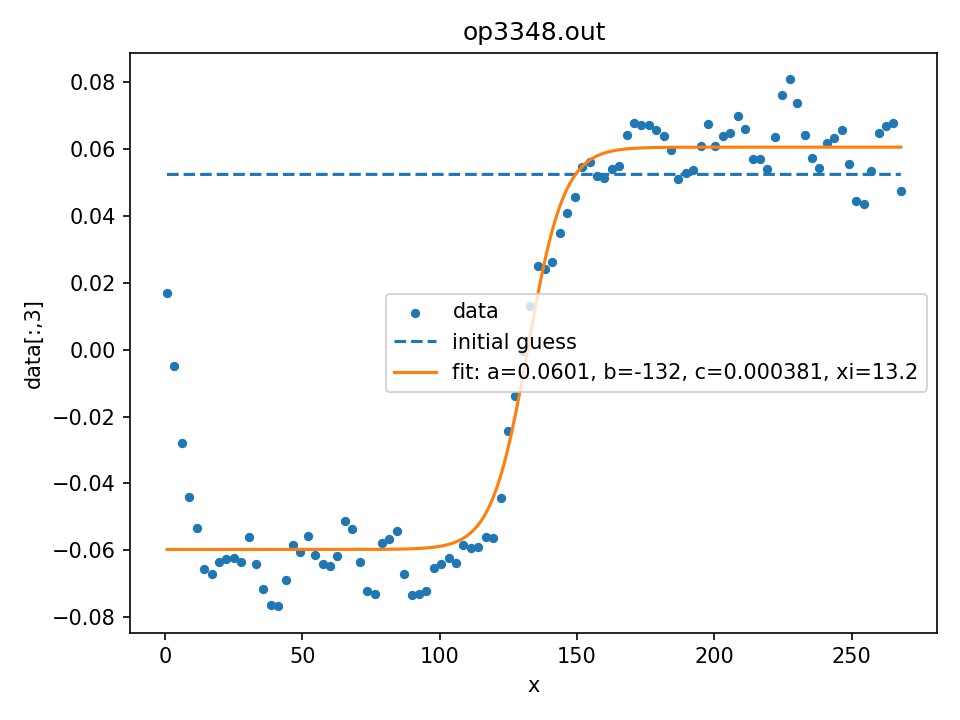 op3348.out
data[:,3]
0.08
0.06
0.04
0.02
0.00
−0.02
−0.04
−0.06
−0.08
data
initial guess
fit: a=0.0601, b=-132, c=0.000381, xi=13.2
0 50 100 150 200 250
x